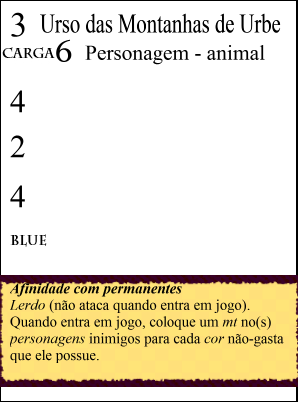 3 Urso das Montanhas de Urbe
CARGA 6 Personagem - animal
4
2
4
BLUE
Afinidade com permanentes
Lerdo (não ataca quando entra em jogo).
Quando entra em jogo, coloque um mt no(s)
personagens inimigos para cada cor não-gasta
que ele possue.